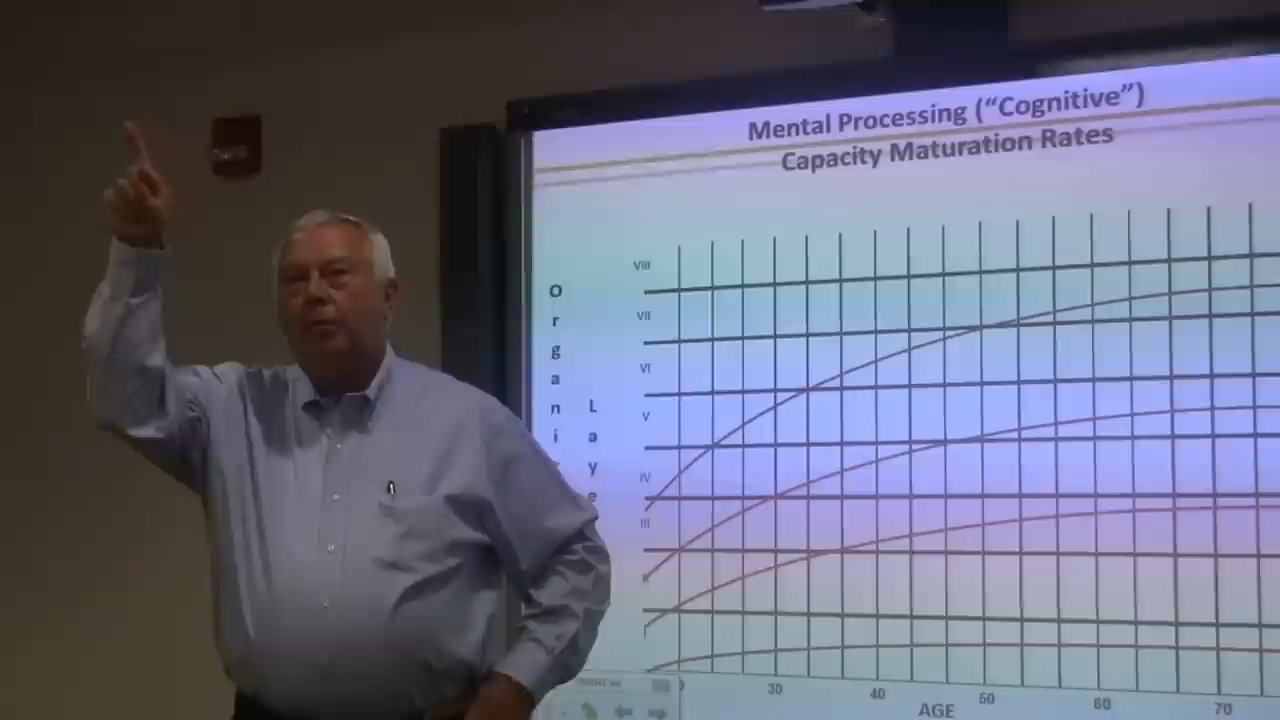 Mental Processing (“Cognitive”)
Capacity Maturation Rates
O
r
g
a
n
i
L
a
y
e
VIII
VII
VI
V
IV
III
30 40 50 60 70
AGE